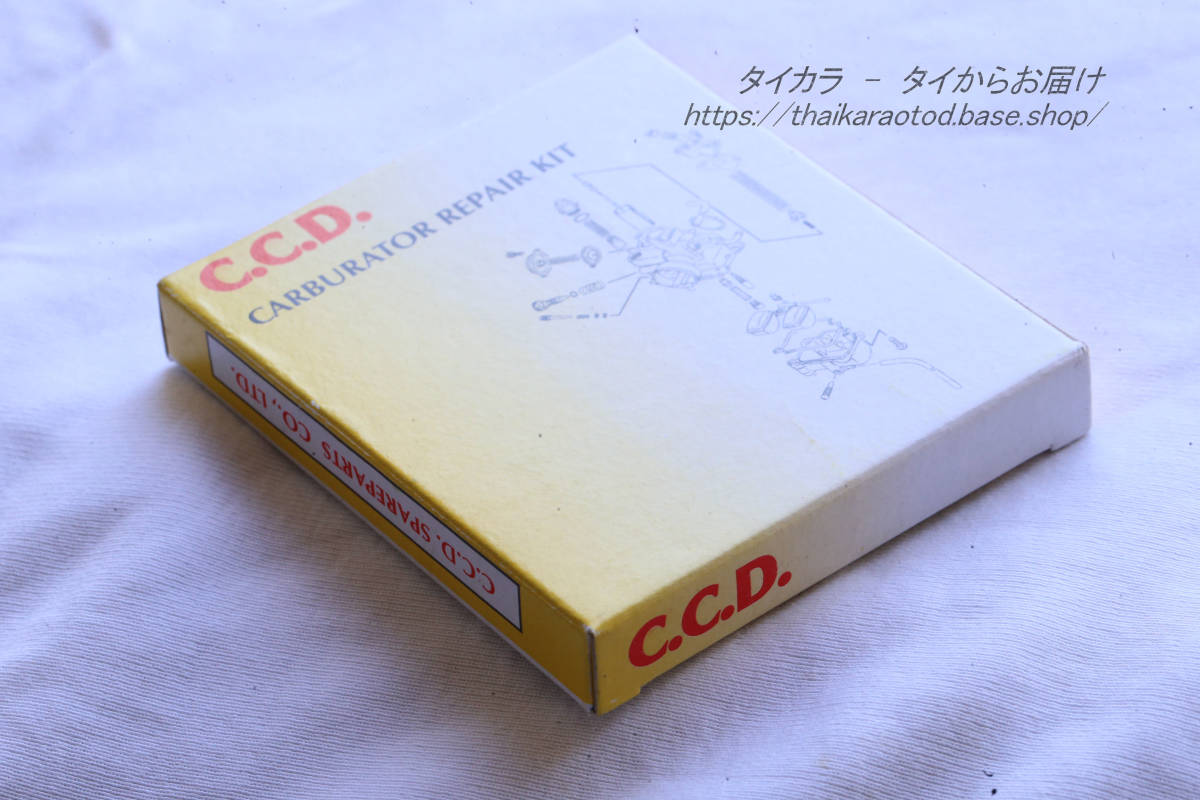 タイカラ - タイからお届け
https://thaikaraotod.base.shop/
C.C.D.
CARBURATOR REPAIR KIT
C.C.D. SPAREPARTS CO., LTD.
C.C.D.